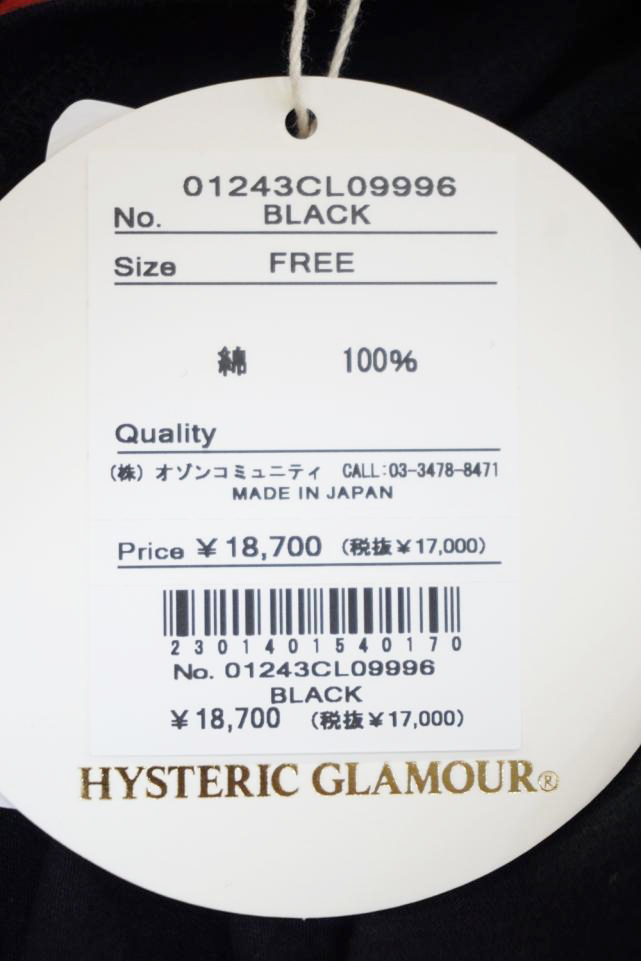 01243CL09996
No. BLACK
Size FREE
綿 100%
Quality
(株) オゾンコミュニティ CALL:03-3478-8471
MADE IN JAPAN
Price ¥18,700 (税抜¥17,000)
2301401540170
No. 01243CL09996
BLACK
¥18,700 (税抜¥17,000)
HYSTERIC GLAMOUR®